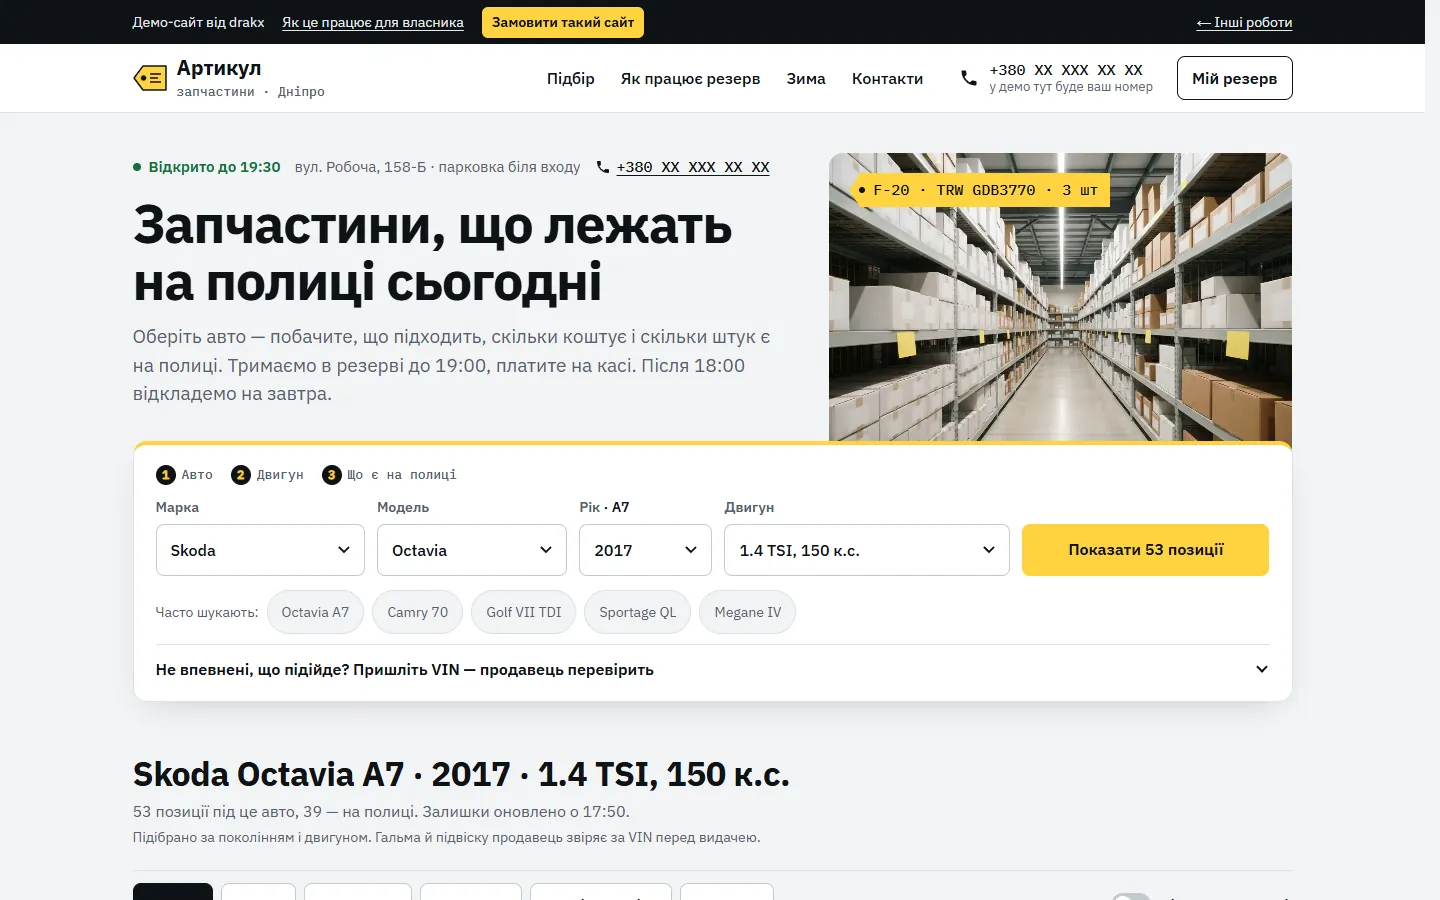 Демо-сайт від drakx Як це працює для власника Замовити такий сайт ← Інші роботи
Артикул
запчастини · Дніпро
Підбір Як працює резерв Зима Контакти
+380 XX XXX XX XX
у демо тут буде ваш номер
Мій резерв
Відкрито до 19:30 вул. Робоча, 158-Б · парковка біля входу +380 XX XXX XX XX
F-20 · TRW GDB3770 · 3 шт
Запчастини, що лежать
на полиці сьогодні
Оберіть авто — побачите, що підходить, скільки коштує і скільки штук є
на полиці. Тримаємо в резерві до 19:00, платите на касі. Після 18:00
відкладемо на завтра.
1 Авто 2 Двигун 3 Що є на полиці
Марка Модель Рік · A7 Двигун
Skoda Octavia 2017 1.4 TSI, 150 к.с. Показати 53 позиції
Часто шукають: Octavia A7 Camry 70 Golf VII TDI Sportage QL Megane IV
Не впевнені, що підійде? Пришліть VIN — продавець перевірить
Skoda Octavia A7 · 2017 · 1.4 TSI, 150 к.с.
53 позиції під це авто, 39 — на полиці. Залишки оновлено о 17:50.
Підібрано за поколінням і двигуном. Гальма й підвіску продавець звіряє за VIN перед видачею.